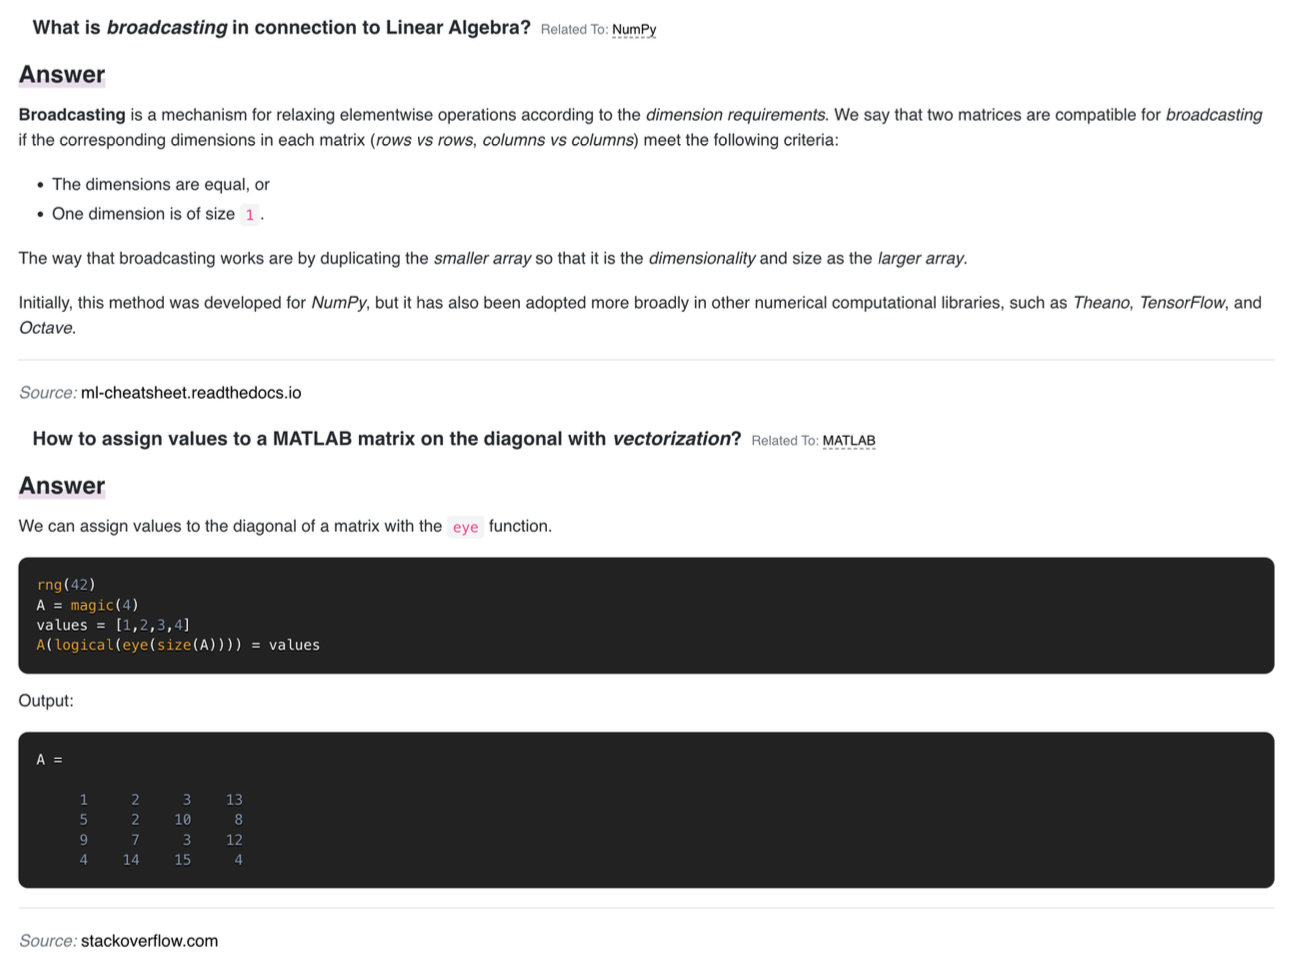 What is broadcasting in connection to Linear Algebra? Related To: NumPy
Answer
Broadcasting is a mechanism for relaxing elementwise operations according to the dimension requirements. We say that two matrices are compatible for broadcasting
if the corresponding dimensions in each matrix (rows vs rows, columns vs columns) meet the following criteria:
• The dimensions are equal, or
• One dimension is of size 1 .
The way that broadcasting works are by duplicating the smaller array so that it is the dimensionality and size as the larger array.
Initially, this method was developed for NumPy, but it has also been adopted more broadly in other numerical computational libraries, such as Theano, TensorFlow, and
Octave.
Source: ml-cheatsheet.readthedocs.io
How to assign values to a MATLAB matrix on the diagonal with vectorization? Related To: MATLAB
Answer
We can assign values to the diagonal of a matrix with the eye function.
rng(42)
A = magic(4)
values = [1,2,3,4]
A(logical(eye(size(A)))) = values
Output:
A =
1 2 3 13
5 2 10 8
9 7 3 12
4 14 15 4
Source: stackoverflow.com